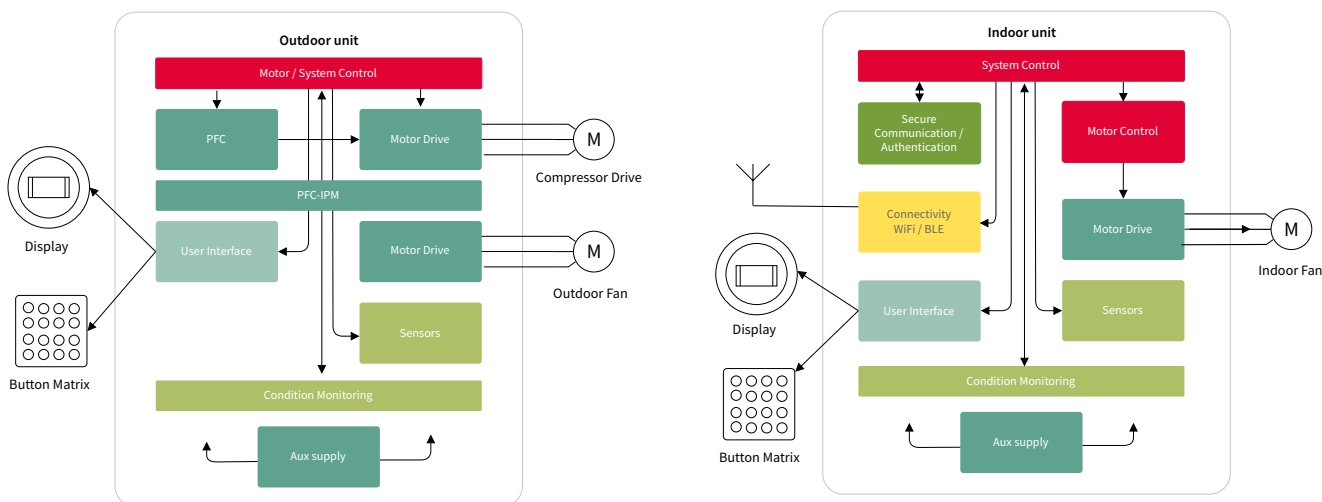 Outdoor unit
Motor / System Control
PFC
Motor Drive
M
Compressor Drive
PFC-IPM
Display
User Interface
Motor Drive
M
Outdoor Fan
Sensors
Button Matrix
Condition Monitoring
Aux supply
Indoor unit
System Control
Secure
Communication /
Authentication
Motor Control
Connectivity
WiFi / BLE
Motor Drive
M
Indoor Fan
Display
User Interface
Sensors
Condition Monitoring
Button Matrix
Aux supply